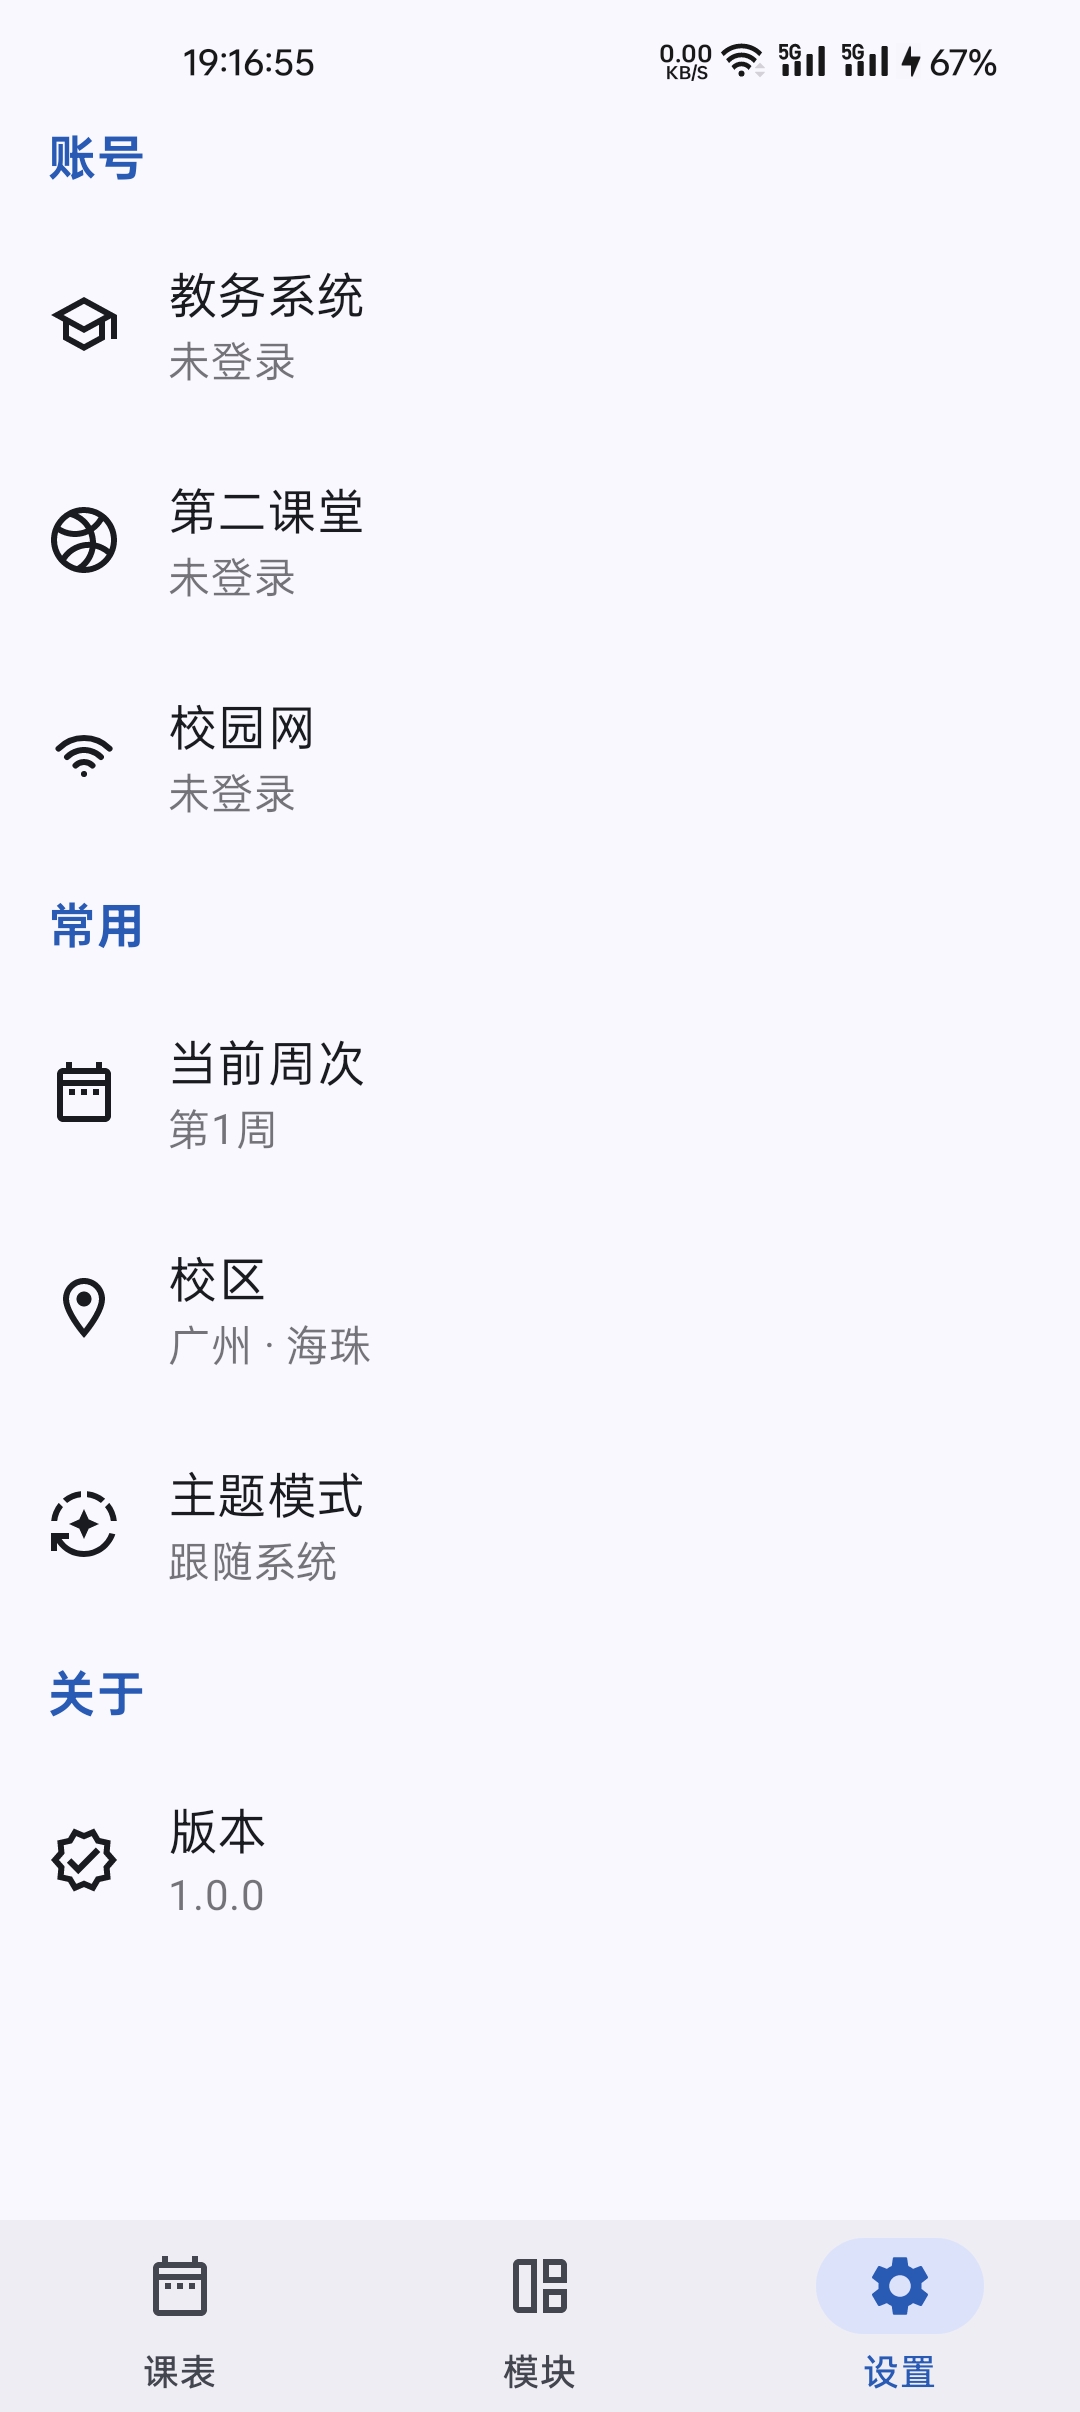 19:16:55
0.00 KB/S 5G 5G 67%
账号
教务系统
未登录
第二课堂
未登录
校园网
未登录
常用
当前周次
第1周
校区
广州 · 海珠
主题模式
跟随系统
关于
版本
1.0.0
课表 模块 设置